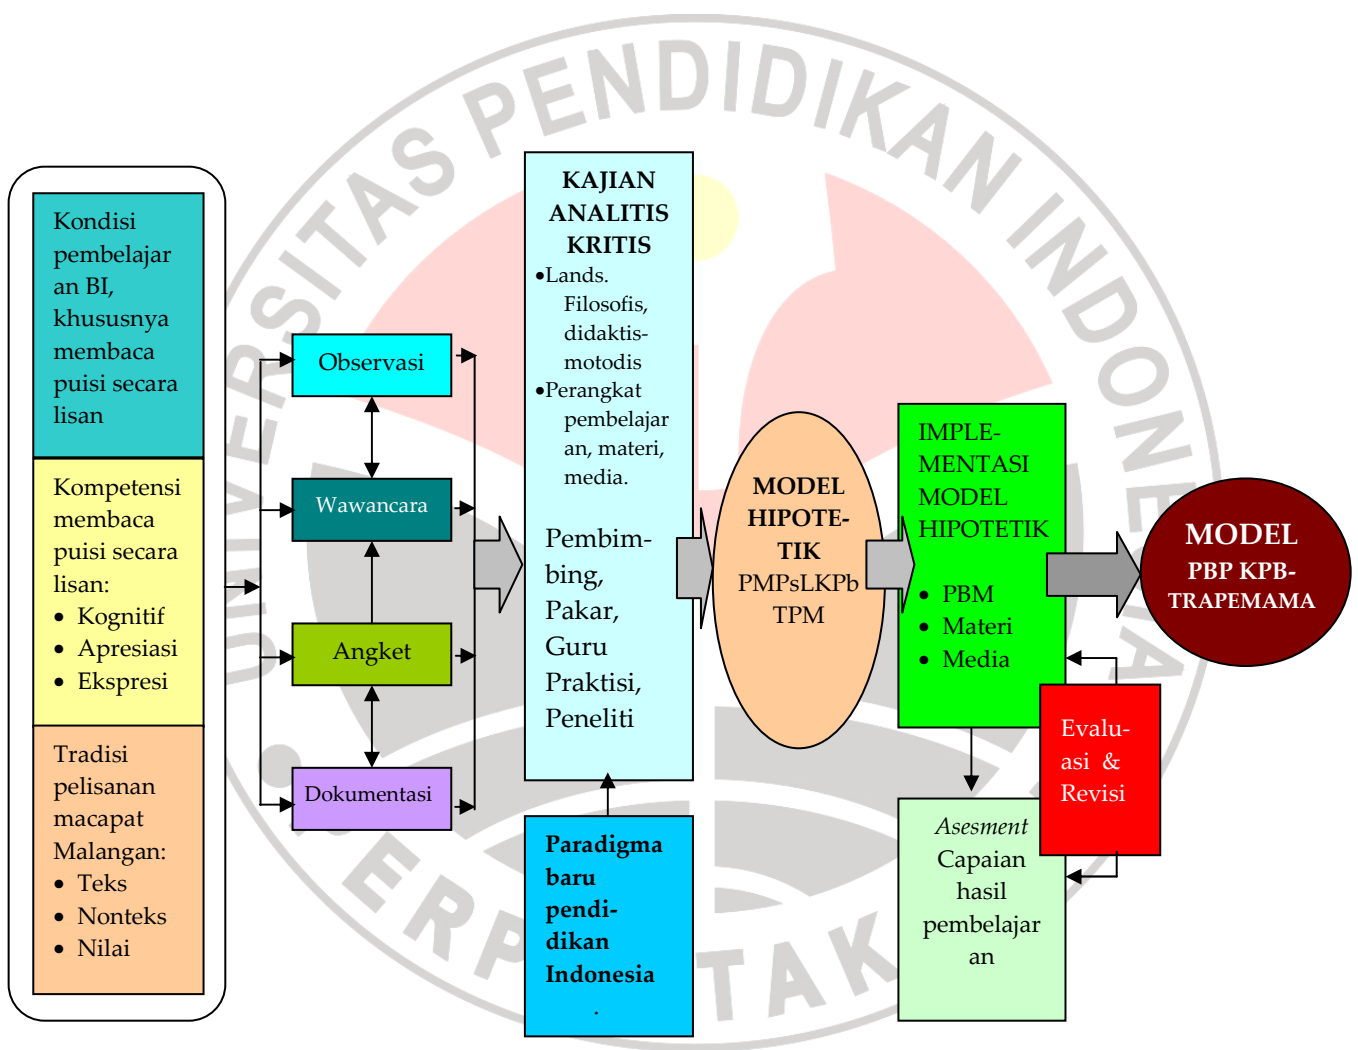 Kondisi
pembelajar
an BI,
khususnya
membaca
puisi secara
lisan
Kompetensi
membaca
puisi secara
lisan:
• Kognitif
• Apresiasi
• Ekspresi
Tradisi
pelisanan
macapat
Malangan:
• Teks
• Nonteks
• Nilai
Observasi
Wawancara
Angket
Dokumentasi
KAJIAN
ANALITIS
KRITIS
•Lands.
Filosofis,
didaktis-
motodis
•Perangkat
pembelajar
an, materi,
media.
Pembim-
bing,
Pakar,
Guru
Praktisi,
Peneliti
Paradigma
baru
pendi-
dikan
Indonesia
.
MODEL
HIPOTE-
TIK
PMPsLKPb
TPM
IMPLE-
MENTASI
MODEL
HIPOTETIK
• PBM
• Materi
• Media
Evalu-
asi &
Revisi
Asesment
Capaian
hasil
pembelajar
an
MODEL
PBP KPB-
TRAPEMAMA
UNIVERSITAS PENDIDIKAN INDONESIA